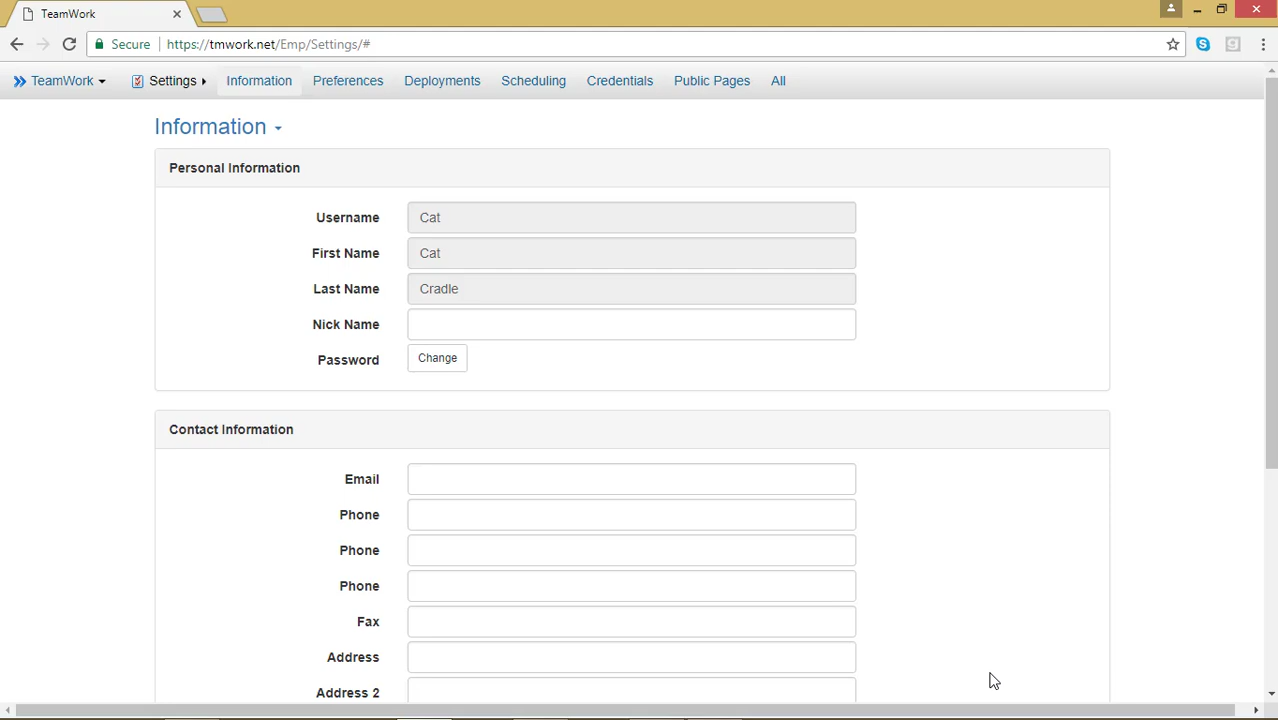 TeamWork
Secure https://tmwork.net/Emp/Settings/#
TeamWork Settings Information Preferences Deployments Scheduling Credentials Public Pages All
Information
Personal Information
Username Cat
First Name Cat
Last Name Cradle
Nick Name
Password Change
Contact Information
Email
Phone
Phone
Phone
Fax
Address
Address 2